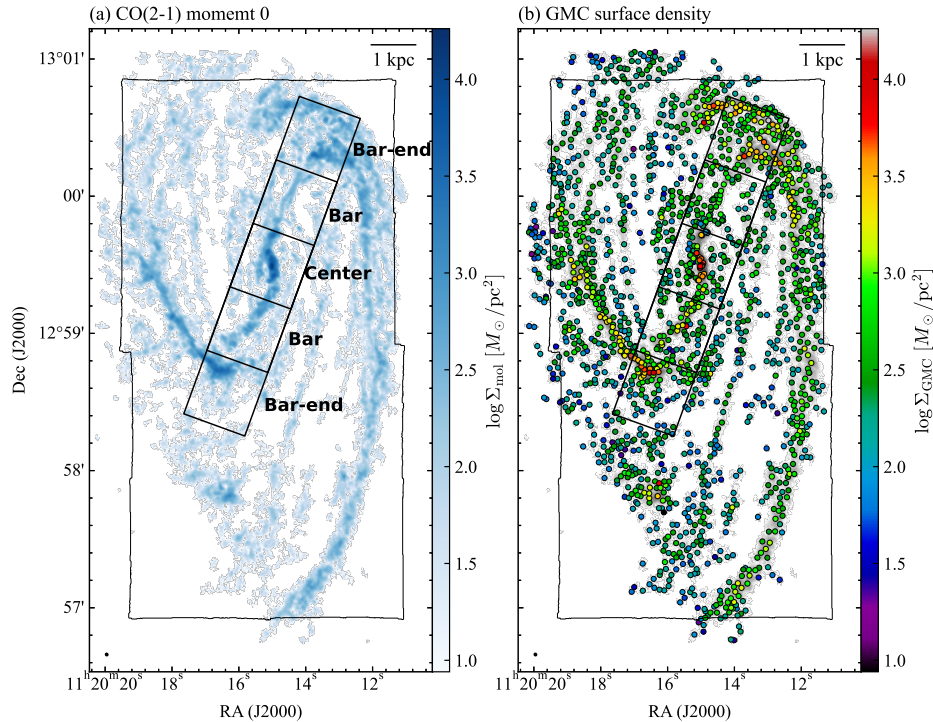 (a) CO(2-1) momemt 0
(b) GMC surface density
1 kpc
1 kpc
13°01'
00'
12°59'
58'
57'
Dec (J2000)
Bar-end
Bar
Center
Bar
Bar-end
4.0
3.5
3.0
2.5
2.0
1.5
1.0
log Σmol [M⊙/pc²]
4.0
3.5
3.0
2.5
2.0
1.5
1.0
log ΣGMC [M⊙/pc²]
11ʰ20ᵐ20ˢ
18ˢ
16ˢ
14ˢ
12ˢ
RA (J2000)
11ʰ20ᵐ20ˢ
18ˢ
16ˢ
14ˢ
12ˢ
RA (J2000)